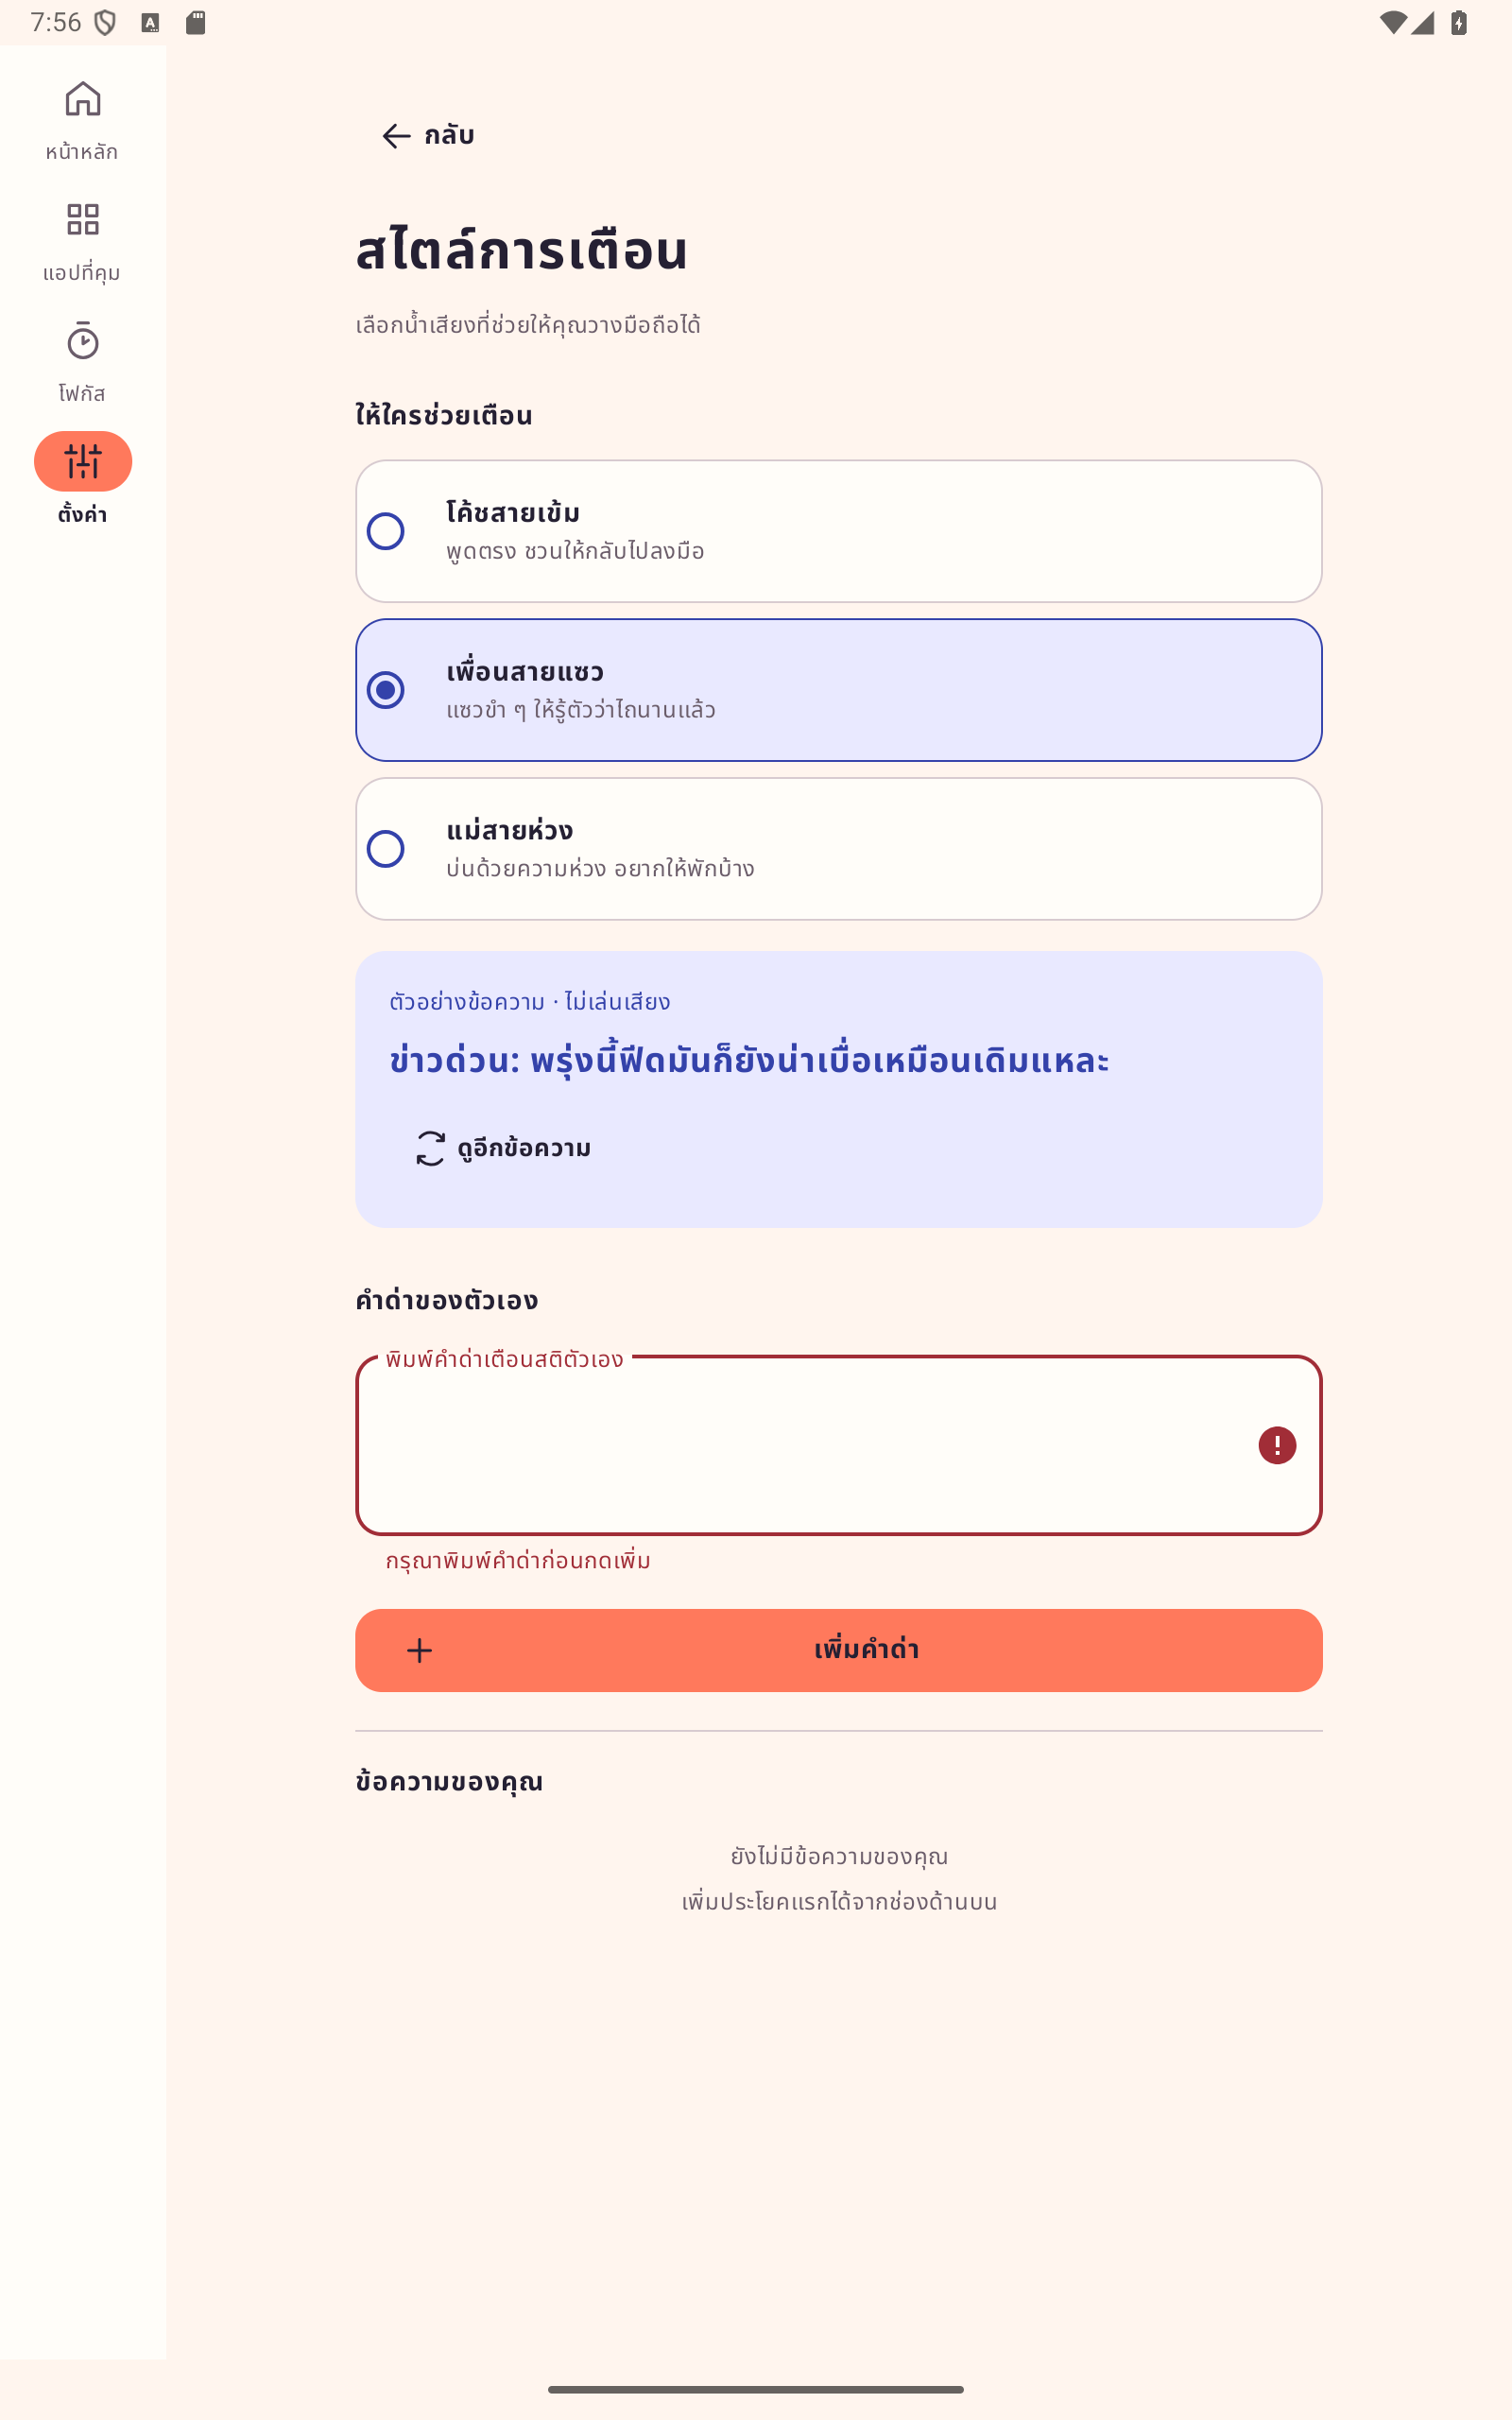 7:56
หน้าหลัก
แอปที่คุม
โฟกัส
ตั้งค่า
กลับ
สไตล์การเตือน
เลือกน้ำเสียงที่ช่วยให้คุณวางมือถือได้
ให้ใครช่วยเตือน
โค้ชสายเข้ม
พูดตรง ชวนให้กลับไปลงมือ
เพื่อนสายแซว
แซวขำ ๆ ให้รู้ตัวว่าไถนานแล้ว
แม่สายห่วง
บ่นด้วยความห่วง อยากให้พักบ้าง
ตัวอย่างข้อความ · ไม่เล่นเสียง
ข่าวด่วน: พรุ่งนี้ฟีดมันก็ยังน่าเบื่อเหมือนเดิมแหละ
ดูอีกข้อความ
คำด่าของตัวเอง
พิมพ์คำด่าเตือนสติตัวเอง
กรุณาพิมพ์คำด่าก่อนกดเพิ่ม
เพิ่มคำด่า
ข้อความของคุณ
ยังไม่มีข้อความของคุณ
เพิ่มประโยคแรกได้จากช่องด้านบน